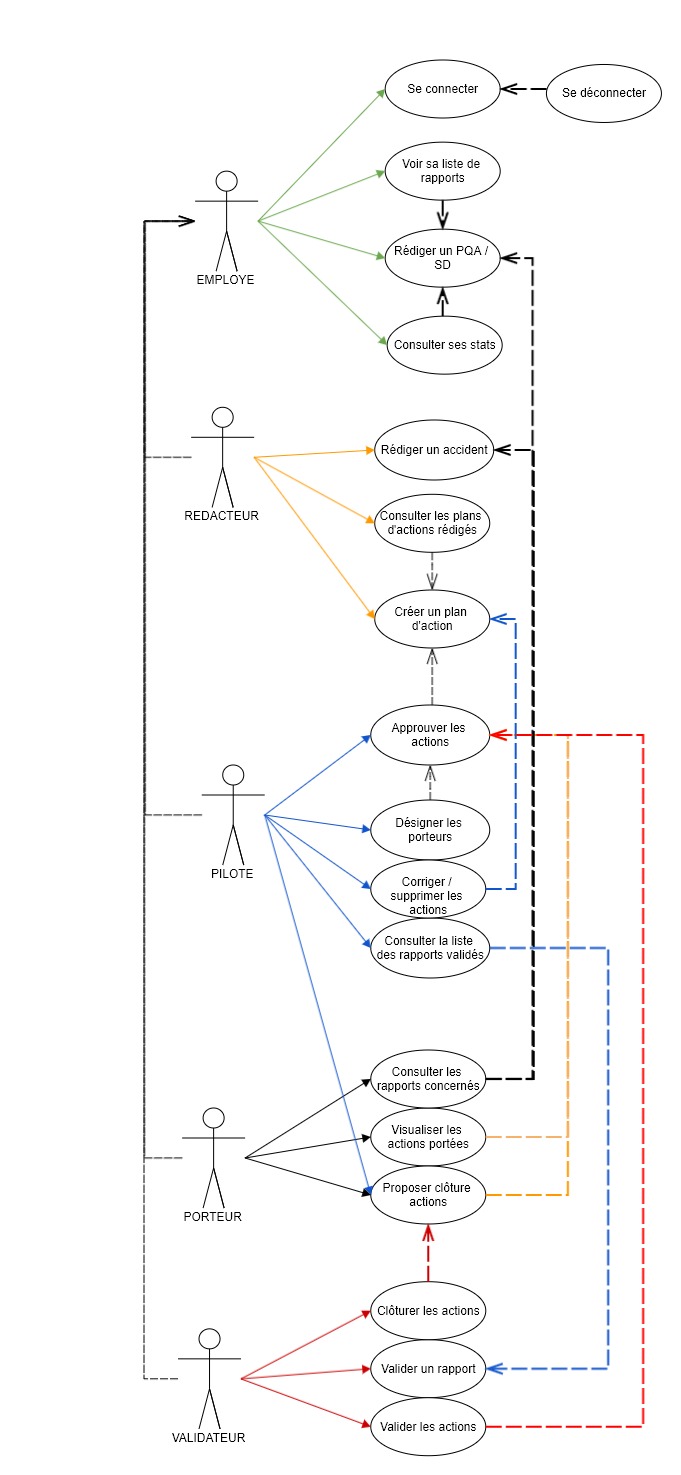 Se connecter
Se déconnecter
Voir sa liste de
rapports
Rédiger un PQA /
SD
EMPLOYE
Consulter ses stats
Rédiger un accident
REDACTEUR
Consulter les plans
d'actions rédigés
Créer un plan
d'action
Approuver les
actions
Désigner les
porteurs
PILOTE
Corriger /
supprimer les
actions
Consulter la liste
des rapports validés
Consulter les
rapports concernés
Visualiser les
actions portées
Proposer clôture
actions
PORTEUR
Clôturer les actions
Valider un rapport
Valider les actions
VALIDATEUR